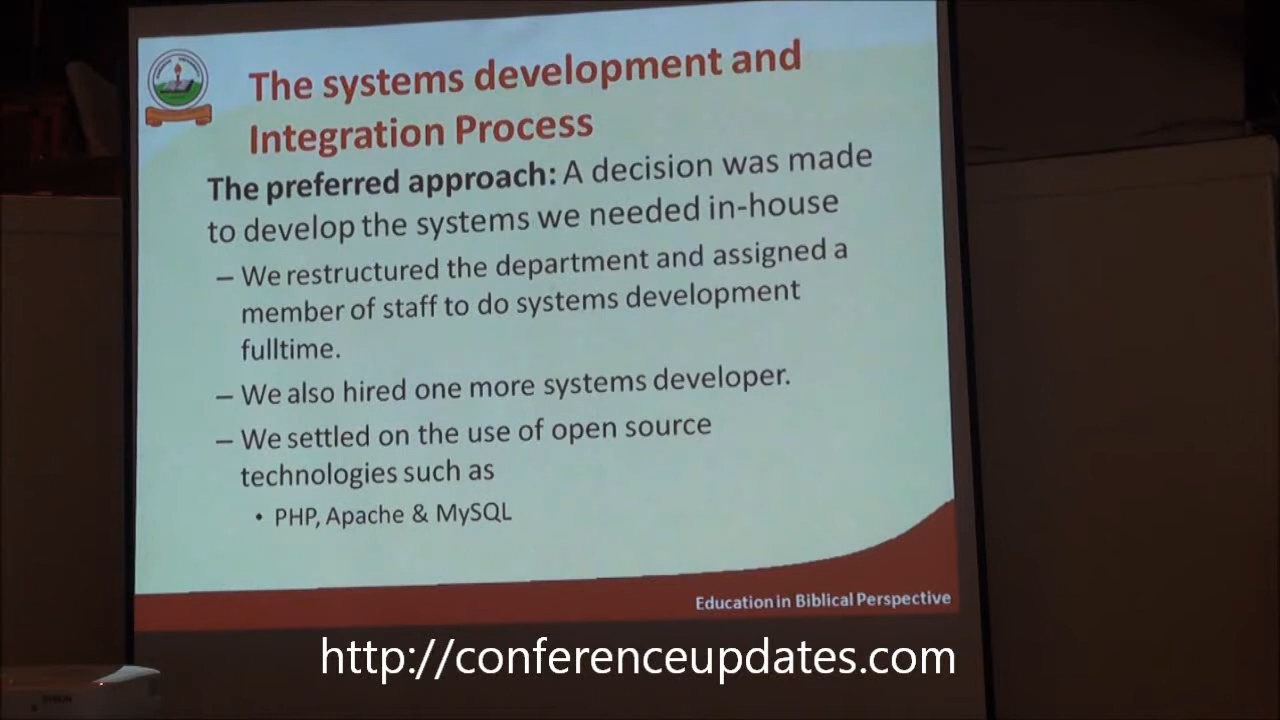 The systems development and
Integration Process
The preferred approach: A decision was made
to develop the systems we needed in-house
– We restructured the department and assigned a
member of staff to do systems development
fulltime.
– We also hired one more systems developer.
– We settled on the use of open source
technologies such as
• PHP, Apache & MySQL
Education in Biblical Perspective
http://conferenceupdates.com